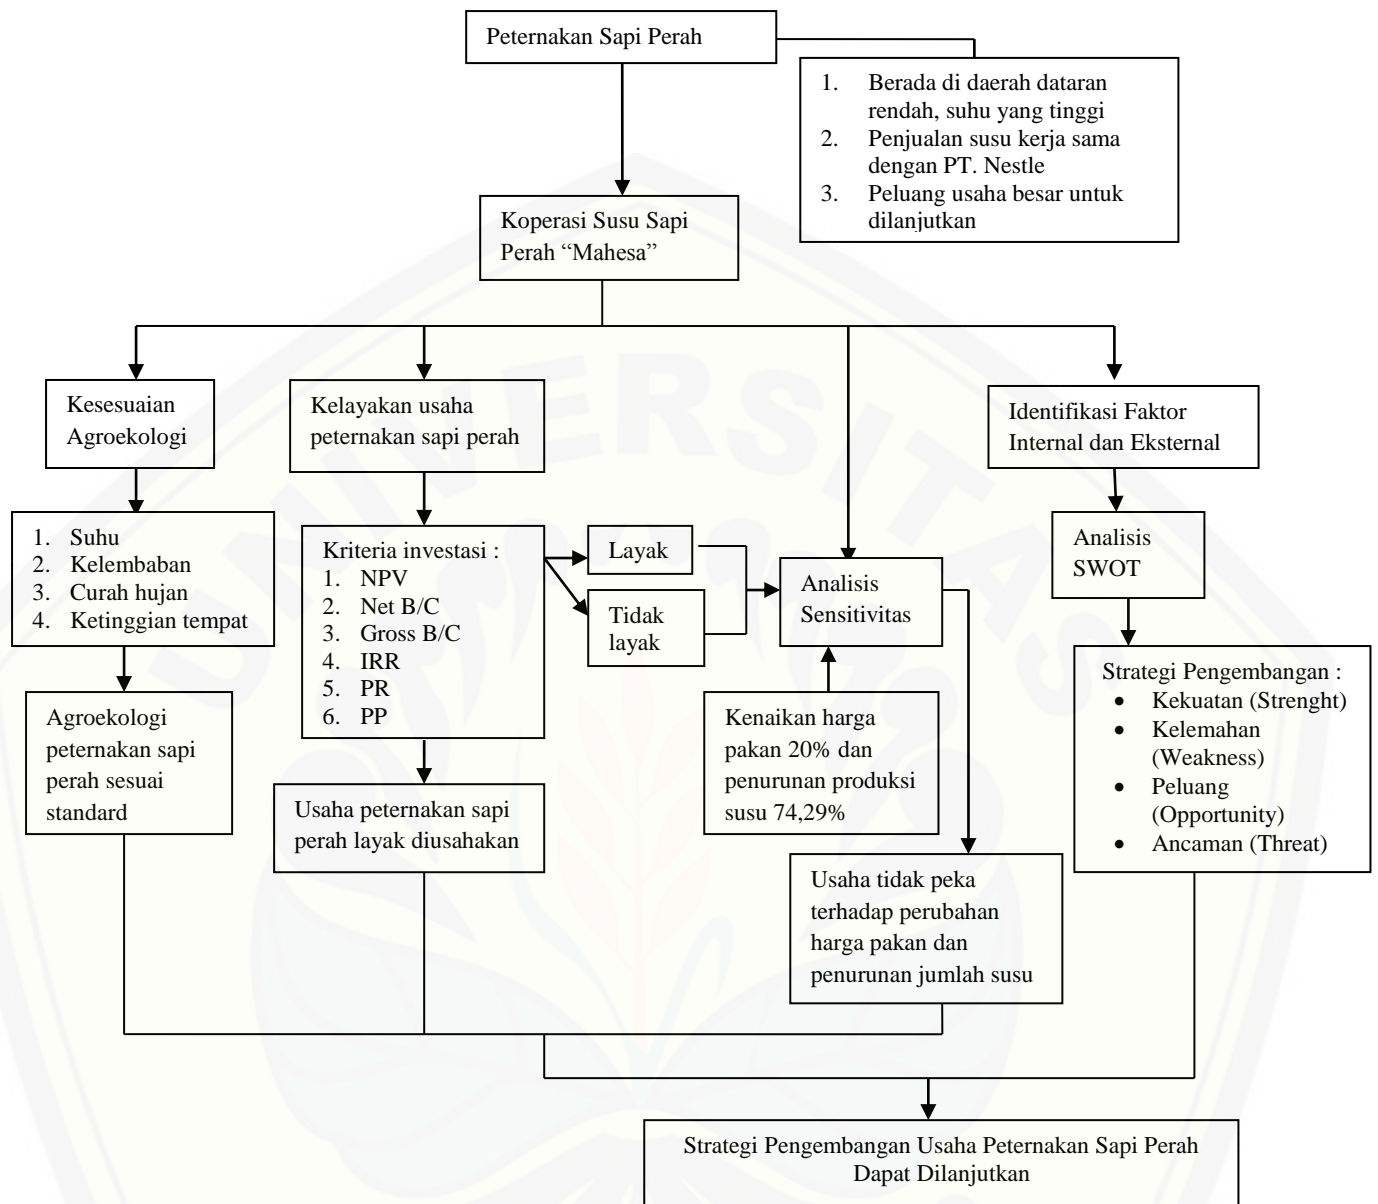 Peternakan Sapi Perah
1. Berada di daerah dataran
rendah, suhu yang tinggi
2. Penjualan susu kerja sama
dengan PT. Nestle
3. Peluang usaha besar untuk
dilanjutkan
Koperasi Susu Sapi
Perah “Mahesa”
Kesesuaian
Agroekologi
Kelayakan usaha
peternakan sapi perah
Identifikasi Faktor
Internal dan Eksternal
1. Suhu
2. Kelembaban
3. Curah hujan
4. Ketinggian tempat
Kriteria investasi :
1. NPV
2. Net B/C
3. Gross B/C
4. IRR
5. PR
6. PP
Layak
Tidak
layak
Analisis
Sensitivitas
Analisis
SWOT
Agroekologi
peternakan sapi
perah sesuai
standard
Usaha peternakan sapi
perah layak diusahakan
Kenaikan harga
pakan 20% dan
penurunan produksi
susu 74,29%
Strategi Pengembangan :
• Kekuatan (Strenght)
• Kelemahan
(Weakness)
• Peluang
(Opportunity)
• Ancaman (Threat)
Usaha tidak peka
terhadap perubahan
harga pakan dan
penurunan jumlah susu
Strategi Pengembangan Usaha Peternakan Sapi Perah
Dapat Dilanjutkan
UNIVERSITAS